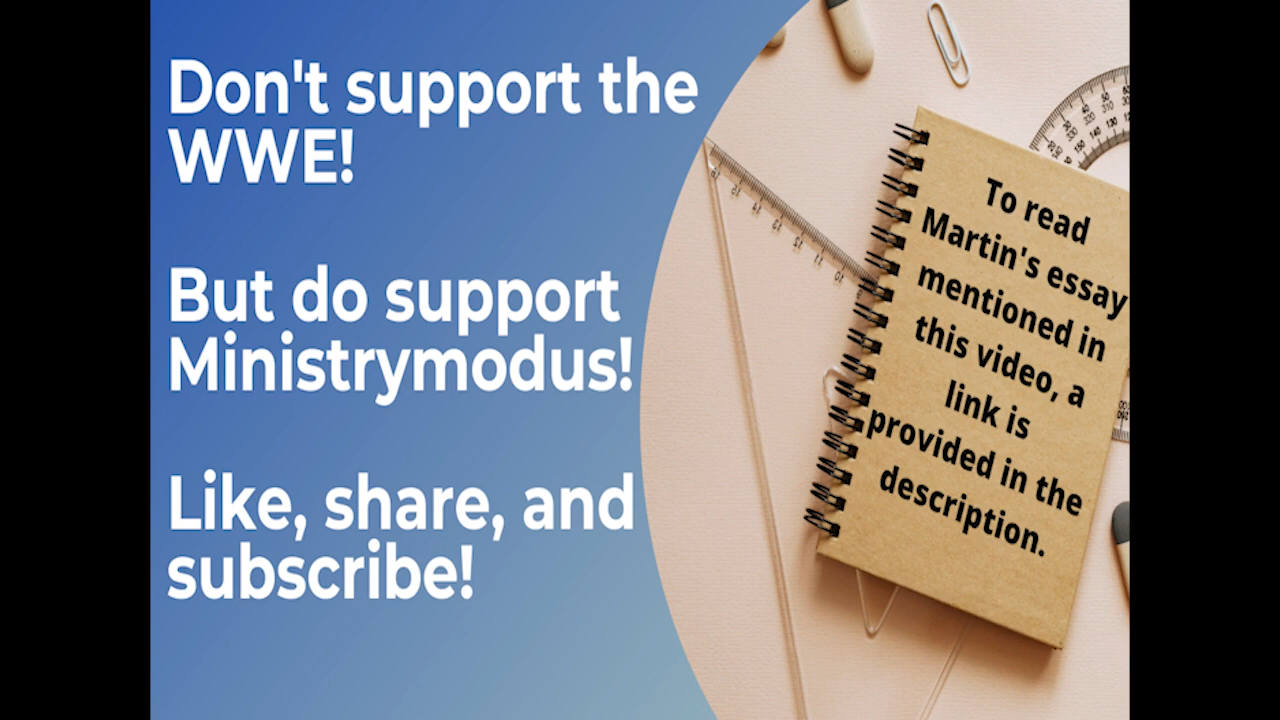 Don't support the
WWE!
But do support
Ministrymodus!
Like, share, and
subscribe!
To read
Martin's essay
mentioned in
this video, a
link is
provided in the
description.